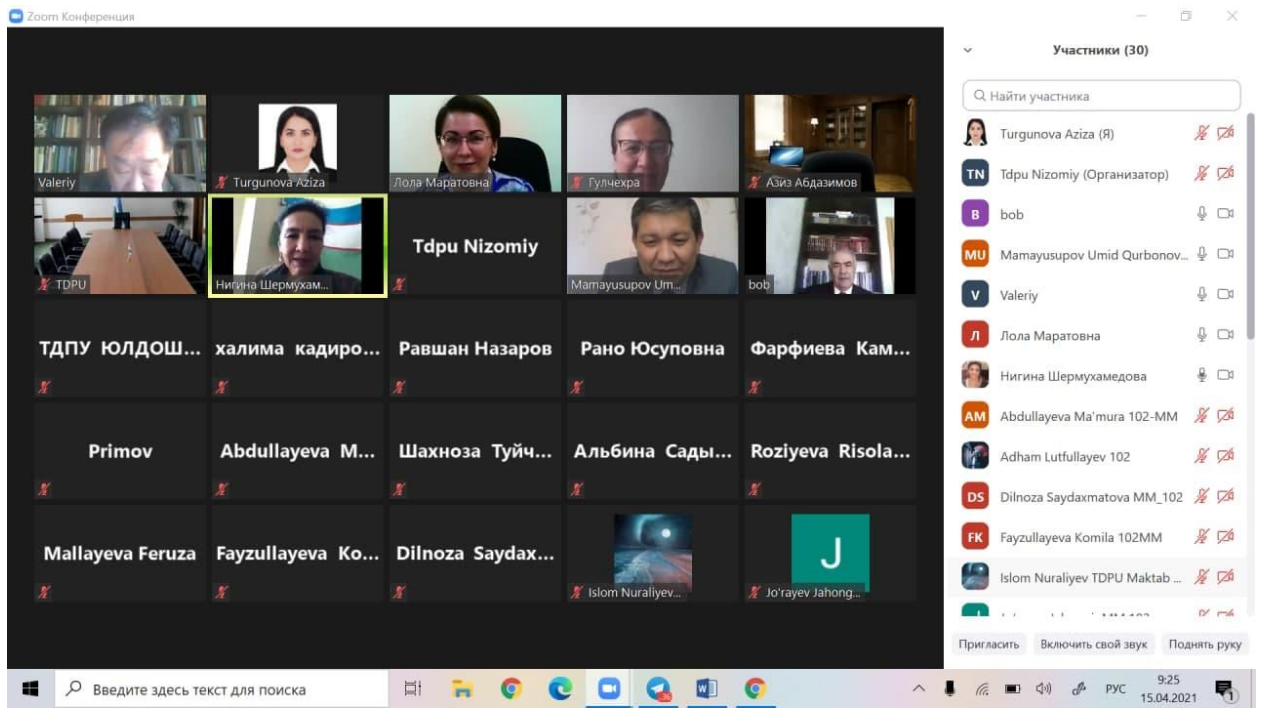 Zoom Конференция
Valeriy
Turgunova Aziza
Лола Маратовна
Гулчехра
Азиз Абдазимов
TDPU
Нигина Шермухам...
Tdpu Nizomiy
Mamayusupov Um...
bob
ТДПУ ЮЛДОШ...
халима кадиро...
Равшан Назаров
Рано Юсуповна
Фарфиева Кам...
Primov
Abdullayeva M...
Шахноза Туйч...
Альбина Сады...
Roziyeva Risola...
Mallayeva Feruza
Fayzullayeva Ko...
Dilnoza Saydax...
Islom Nuraliyev...
J
Jo'rayev Jahong...
Участники (30)
Найти участника
Turgunova Aziza (Я)
TN Tdpu Nizomiy (Организатор)
B bob
MU Mamayusupov Umid Qurbonov...
V Valeriy
Л Лола Маратовна
Нигина Шермухамедова
AM Abdullayeva Ma'mura 102-MM
Adham Lutfullayev 102
DS Dilnoza Saydaxmatova MM_102
FK Fayzullayeva Komila 102MM
Islom Nuraliyev TDPU Maktab ...
Пригласить Включить свой звук Поднять руку
Введите здесь текст для поиска
РУС
9:25
15.04.2021
1